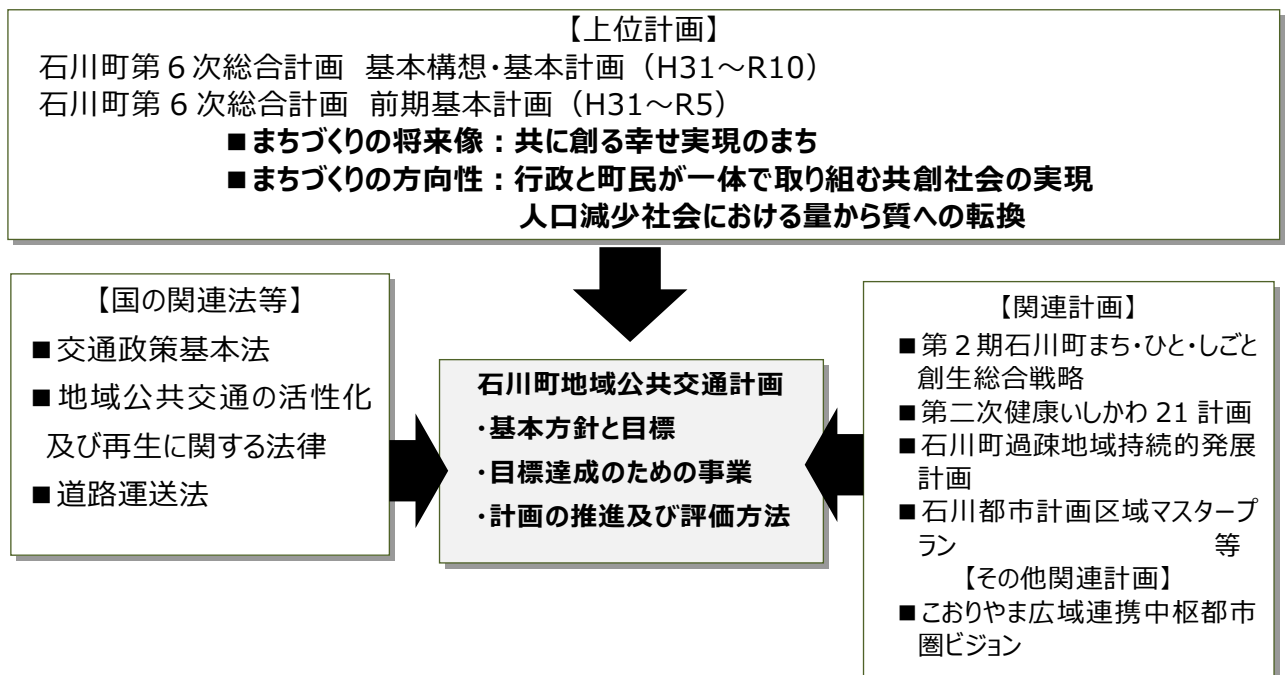 【上位計画】
石川町第６次総合計画 基本構想・基本計画（H31～R10）
石川町第６次総合計画 前期基本計画（H31～R5）
■まちづくりの将来像：共に創る幸せ実現のまち
■まちづくりの方向性：行政と町民が一体で取り組む共創社会の実現
人口減少社会における量から質への転換
【国の関連法等】
■交通政策基本法
■地域公共交通の活性化
及び再生に関する法律
■道路運送法
石川町地域公共交通計画
・基本方針と目標
・目標達成のための事業
・計画の推進及び評価方法
【関連計画】
■第２期石川町まち・ひと・しごと
創生総合戦略
■第二次健康いしかわ 21 計画
■石川町過疎地域持続的発展
計画
■石川都市計画区域マスタープ
ラン 等
【その他関連計画】
■こおりやま広域連携中枢都市
圏ビジョン